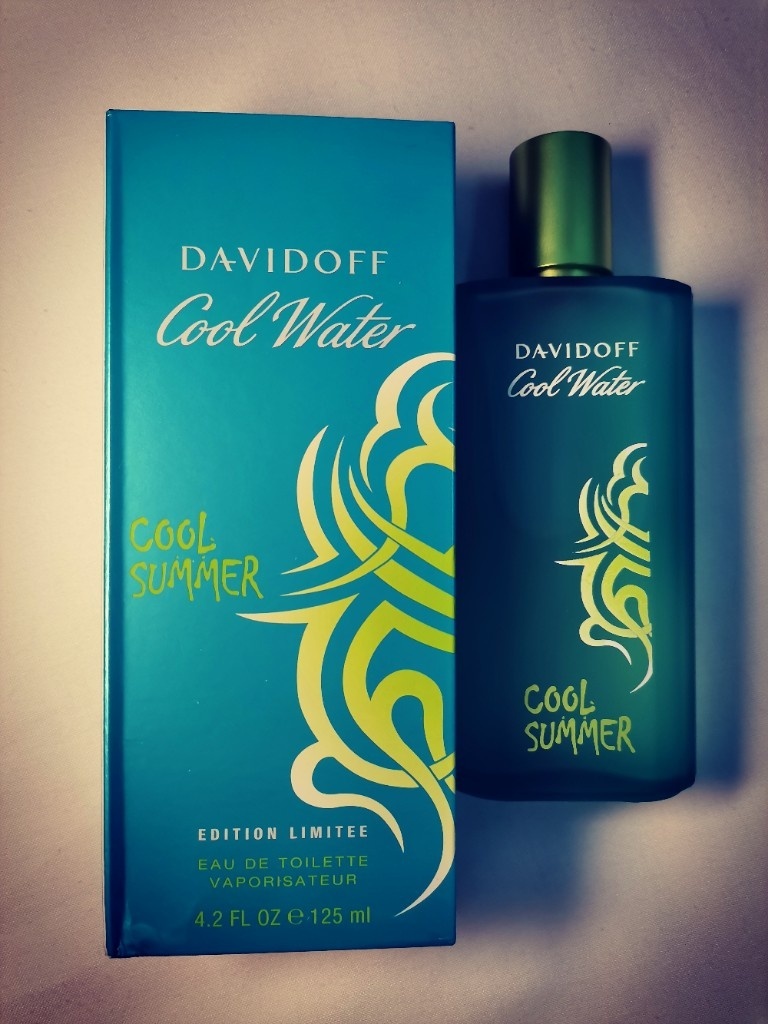 DAVIDOFF
Cool Water
COOL
SUMMER
EDITION LIMITEE
EAU DE TOILETTE
VAPORISATEUR
4.2 FL OZ ℮ 125 ml
DAVIDOFF
Cool Water
COOL
SUMMER